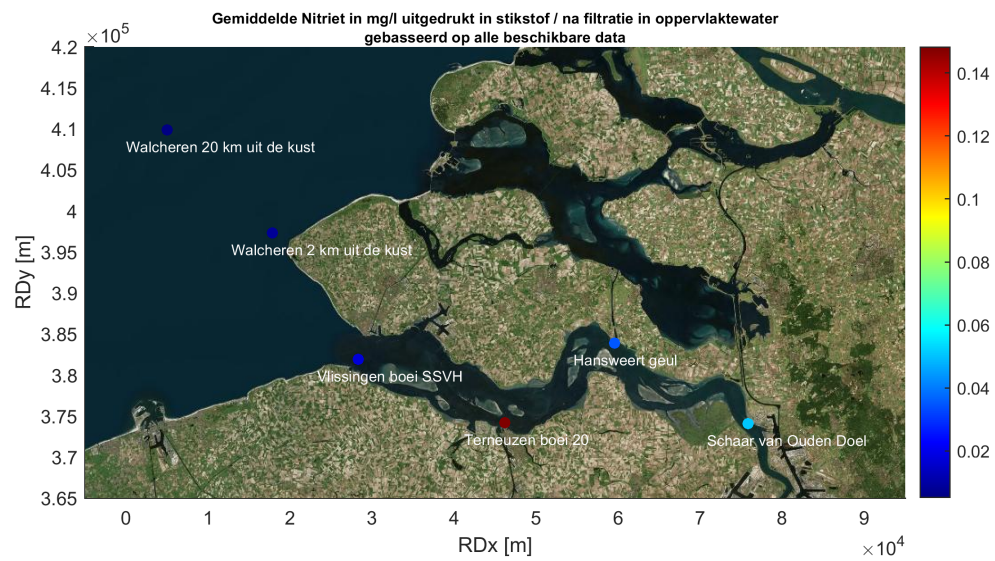 Gemiddelde Nitriet in mg/l uitgedrukt in stikstof / na filtratie in oppervlaktewater
gebasseerd op alle beschikbare data
×10⁵
4.2
4.15
4.1
4.05
4
3.95
3.9
3.85
3.8
3.75
3.7
3.65
RDy [m]
Walcheren 20 km uit de kust
Walcheren 2 km uit de kust
Vlissingen boei SSVH
Hansweert geul
Terneuzen boei 20
Schaar van Ouden Doel
0 1 2 3 4 5 6 7 8 9
RDx [m]
×10⁴
0.14
0.12
0.1
0.08
0.06
0.04
0.02